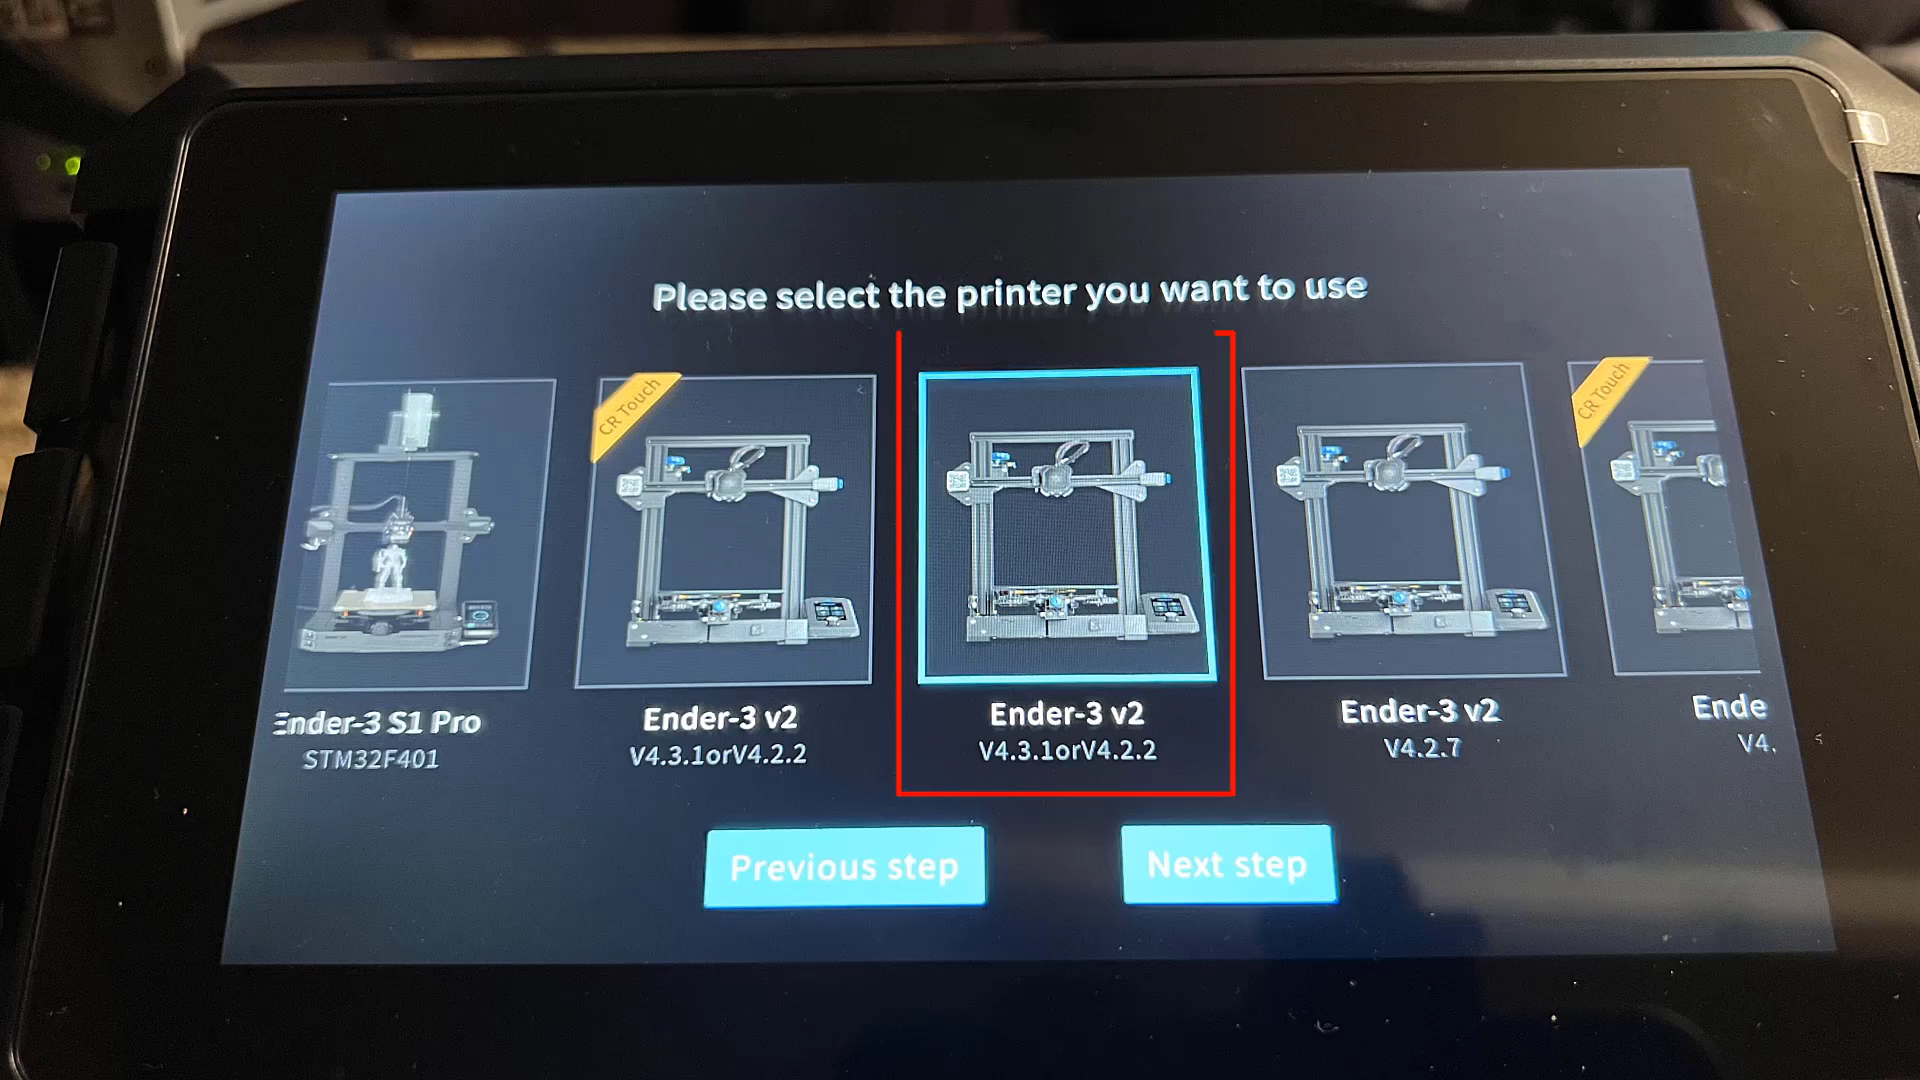 Please select the printer you want to use
CR Touch
CR Touch
Ender-3 S1 Pro
STM32F401
Ender-3 v2
V4.3.1orV4.2.2
Ender-3 v2
V4.3.1orV4.2.2
Ender-3 v2
V4.2.7
Ende
V4.
Previous step
Next step